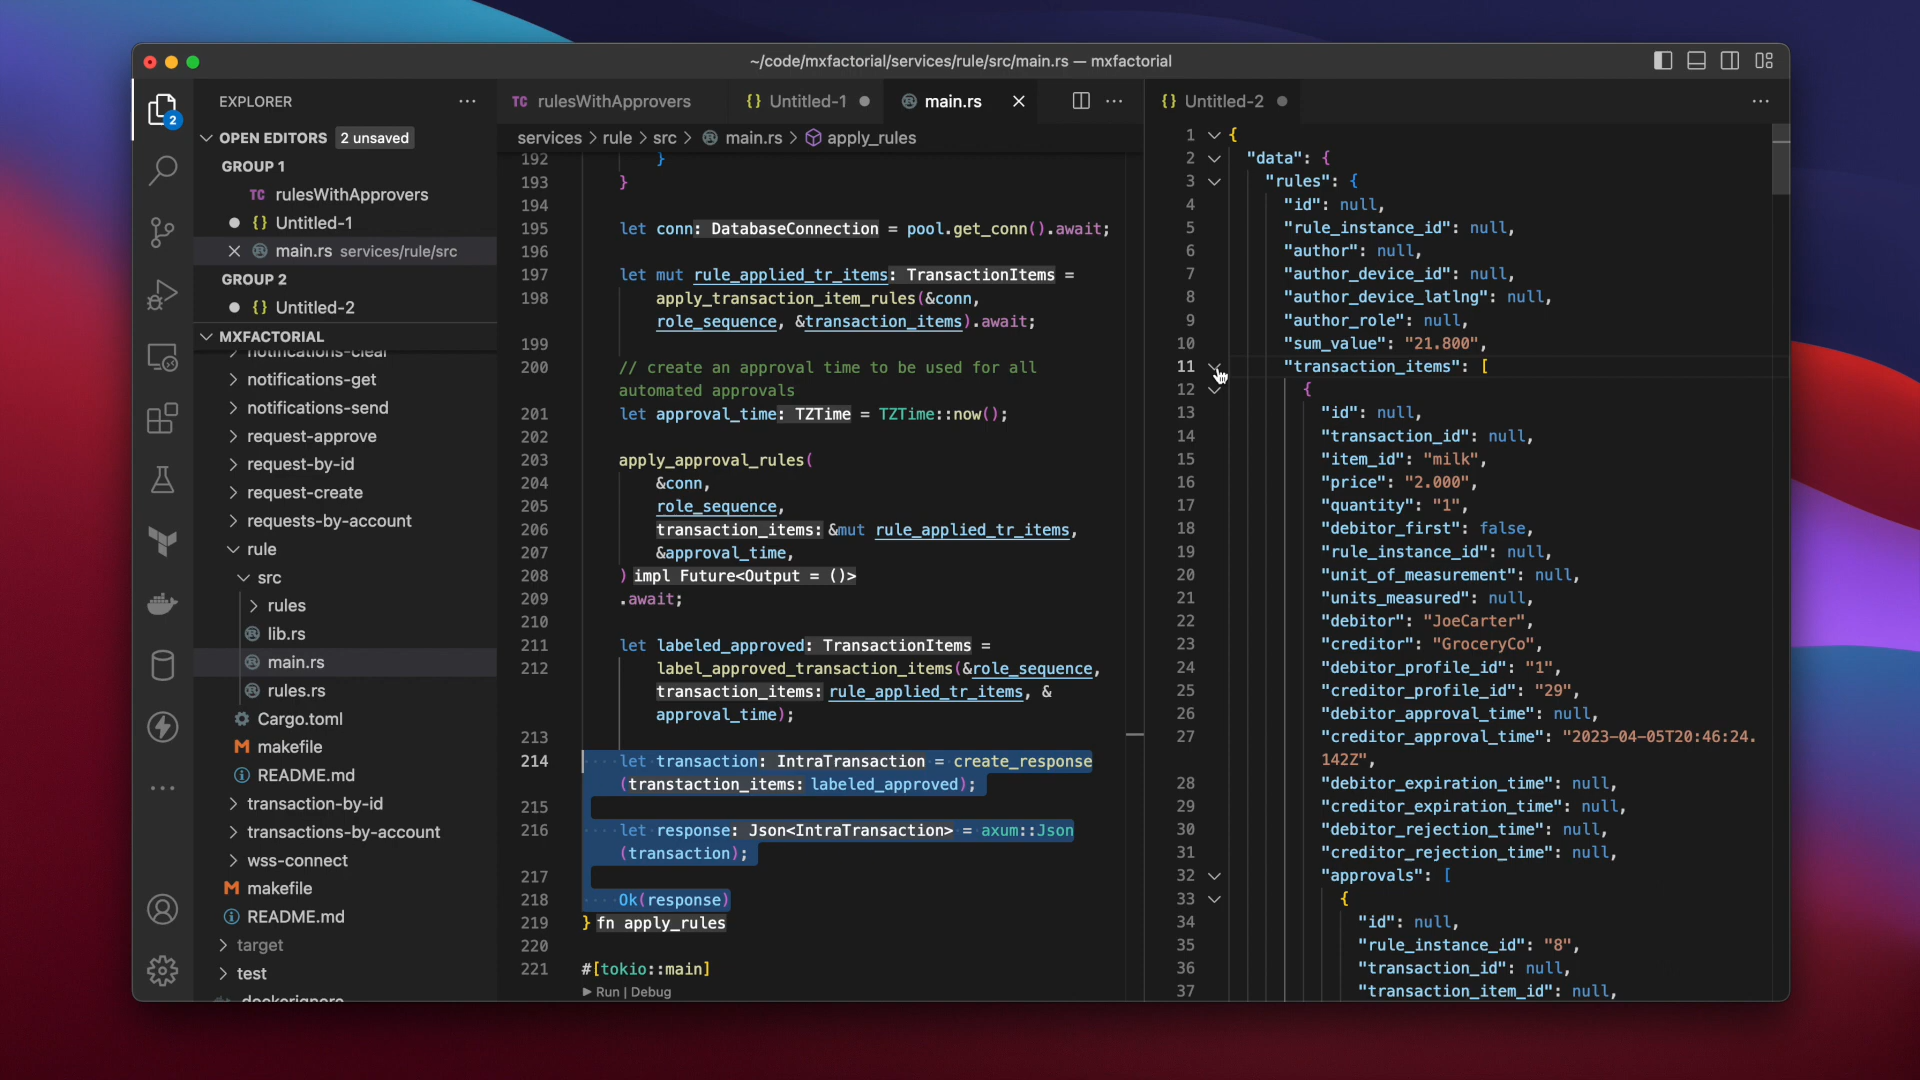 ~/code/mxfactorial/services/rule/src/main.rs — mxfactorial
2
EXPLORER
OPEN EDITORS 2 unsaved
GROUP 1
TC rulesWithApprovers
{} Untitled-1
main.rs services/rule/src
GROUP 2
{} Untitled-2
MXFACTORIAL
notifications-clear
notifications-get
notifications-send
request-approve
request-by-id
request-create
requests-by-account
rule
src
rules
lib.rs
main.rs
rules.rs
Cargo.toml
M makefile
README.md
transaction-by-id
transactions-by-account
wss-connect
M makefile
README.md
target
test
.dockerignore
TC rulesWithApprovers
{} Untitled-1
main.rs
services > rule > src > main.rs > apply_rules
192 }
193 }
194
195 let conn: DatabaseConnection = pool.get_conn().await;
196
197 let mut rule_applied_tr_items: TransactionItems =
198 apply_transaction_item_rules(&conn,
role_sequence, &transaction_items).await;
199
200 // create an approval time to be used for all
automated approvals
201 let approval_time: TZTime = TZTime::now();
202
203 apply_approval_rules(
204 &conn,
205 role_sequence,
206 transaction_items: &mut rule_applied_tr_items,
207 &approval_time,
208 ) impl Future<Output = ()>
209 .await;
210
211 let labeled_approved: TransactionItems =
212 label_approved_transaction_items(&role_sequence,
transaction_items: rule_applied_tr_items, &
approval_time);
213
214 ····let·transaction: IntraTransaction = create_response
(transtaction_items: labeled_approved);
215
216 ····let·response: Json<IntraTransaction> = axum::Json
(transaction);
217
218 ····Ok(response)
219 } fn apply_rules
220
221 #[tokio::main]
Run | Debug
{} Untitled-2
1 {
2 "data": {
3 "rules": {
4 "id": null,
5 "rule_instance_id": null,
6 "author": null,
7 "author_device_id": null,
8 "author_device_latlng": null,
9 "author_role": null,
10 "sum_value": "21.800",
11 "transaction_items": [
12 {
13 "id": null,
14 "transaction_id": null,
15 "item_id": "milk",
16 "price": "2.000",
17 "quantity": "1",
18 "debitor_first": false,
19 "rule_instance_id": null,
20 "unit_of_measurement": null,
21 "units_measured": null,
22 "debitor": "JoeCarter",
23 "creditor": "GroceryCo",
24 "debitor_profile_id": "1",
25 "creditor_profile_id": "29",
26 "debitor_approval_time": null,
27 "creditor_approval_time": "2023-04-05T20:46:24.
142Z",
28 "debitor_expiration_time": null,
29 "creditor_expiration_time": null,
30 "debitor_rejection_time": null,
31 "creditor_rejection_time": null,
32 "approvals": [
33 {
34 "id": null,
35 "rule_instance_id": "8",
36 "transaction_id": null,
37 "transaction_item_id": null,